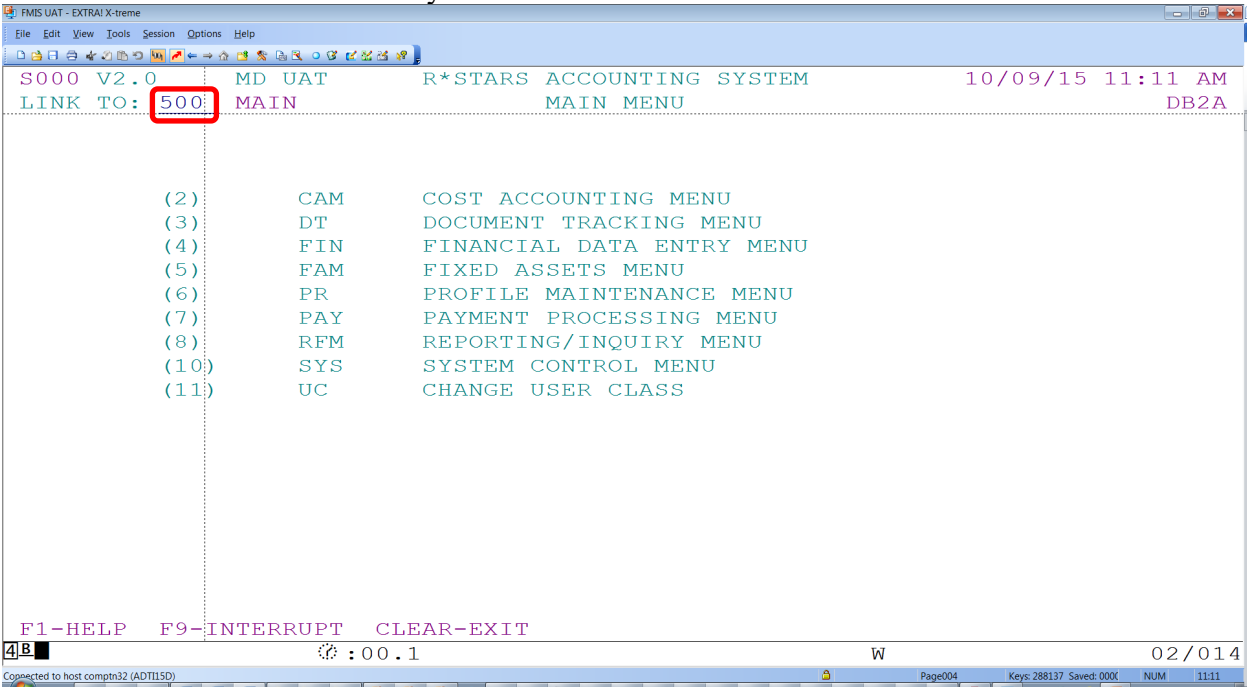 FMIS UAT - EXTRA! X-treme
File Edit View Tools Session Options Help
S000 V2.0 MD UAT R*STARS ACCOUNTING SYSTEM 10/09/15 11:11 AM
LINK TO: 500 MAIN MAIN MENU DB2A
(2) CAM COST ACCOUNTING MENU
(3) DT DOCUMENT TRACKING MENU
(4) FIN FINANCIAL DATA ENTRY MENU
(5) FAM FIXED ASSETS MENU
(6) PR PROFILE MAINTENANCE MENU
(7) PAY PAYMENT PROCESSING MENU
(8) RFM REPORTING/INQUIRY MENU
(10) SYS SYSTEM CONTROL MENU
(11) UC CHANGE USER CLASS
F1-HELP F9-INTERRUPT CLEAR-EXIT
4 B :00.1 W 02/014
Connected to host comptn32 (ADTI15D) Page004 Keys: 288137 Saved: 000 NUM 11:11